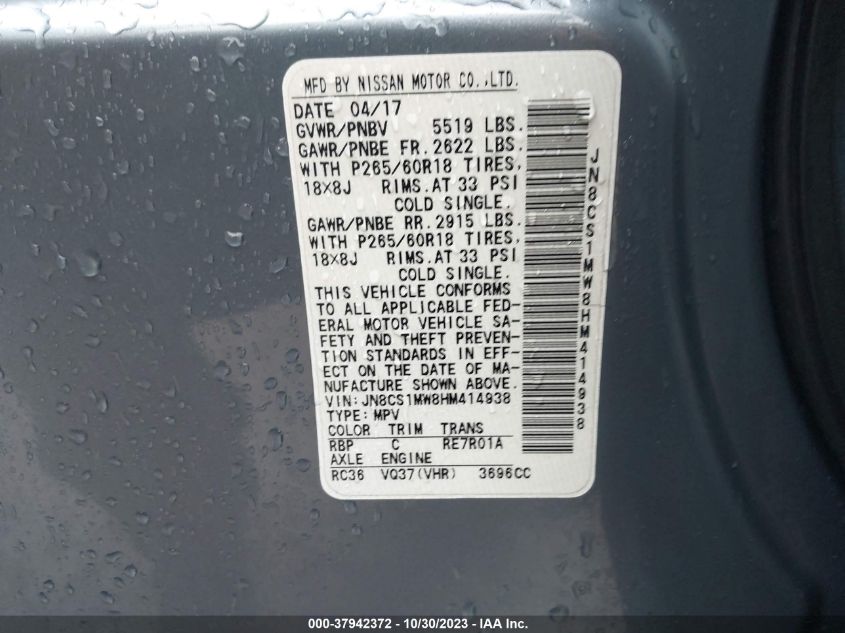 MFD BY NISSAN MOTOR CO.,LTD.
DATE 04/17
GVWR/PNBV 5519 LBS.
GAWR/PNBE FR. 2622 LBS.
WITH P265/60R18 TIRES,
18X8J RIMS. AT 33 PSI
COLD SINGLE.
GAWR/PNBE RR. 2915 LBS.
WITH P265/60R18 TIRES,
18X8J RIMS. AT 33 PSI
COLD SINGLE.
THIS VEHICLE CONFORMS
TO ALL APPLICABLE FED-
ERAL MOTOR VEHICLE SA-
FETY AND THEFT PREVEN-
TION STANDARDS IN EFF-
ECT ON THE DATE OF MA-
NUFACTURE SHOWN ABOVE.
VIN: JN8CS1MW8HM414938
TYPE: MPV
COLOR TRIM TRANS
RBP C RE7R01A
AXLE ENGINE
RC36 VQ37(VHR) 3696CC
JN8CS1MW8HM414938
000-37942372 - 10/30/2023 - IAA Inc.